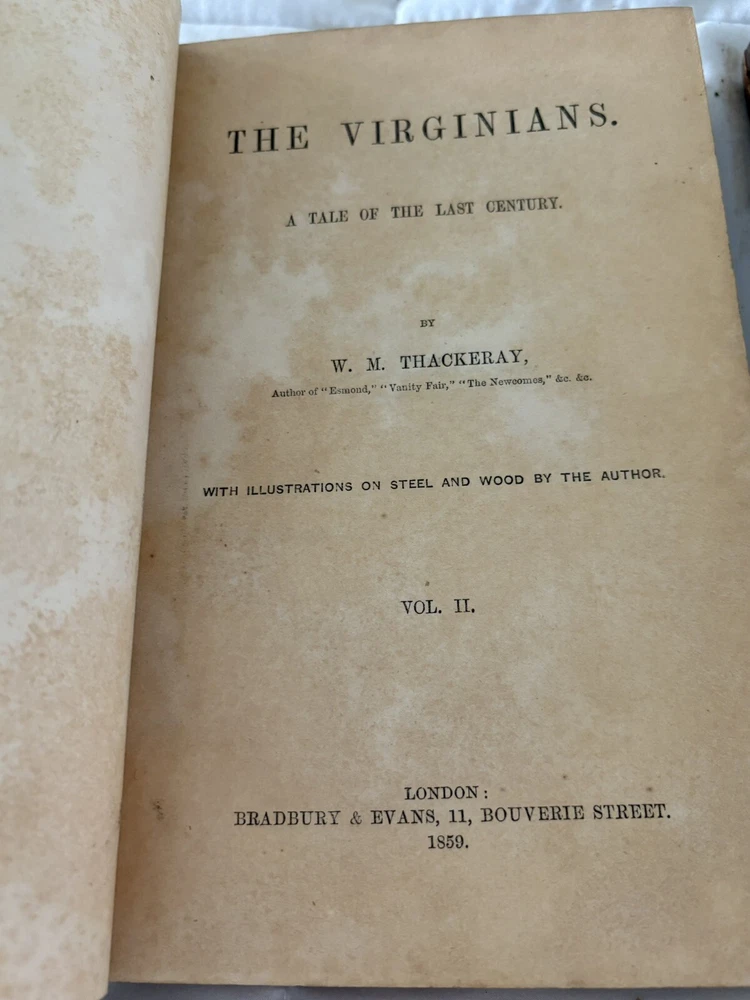 THE VIRGINIANS.
A TALE OF THE LAST CENTURY.
BY
W. M. THACKERAY,
Author of "Esmond," "Vanity Fair," "The Newcomes," &c. &c.
WITH ILLUSTRATIONS ON STEEL AND WOOD BY THE AUTHOR.
VOL. II.
LONDON:
BRADBURY & EVANS, 11, BOUVERIE STREET.
1859.